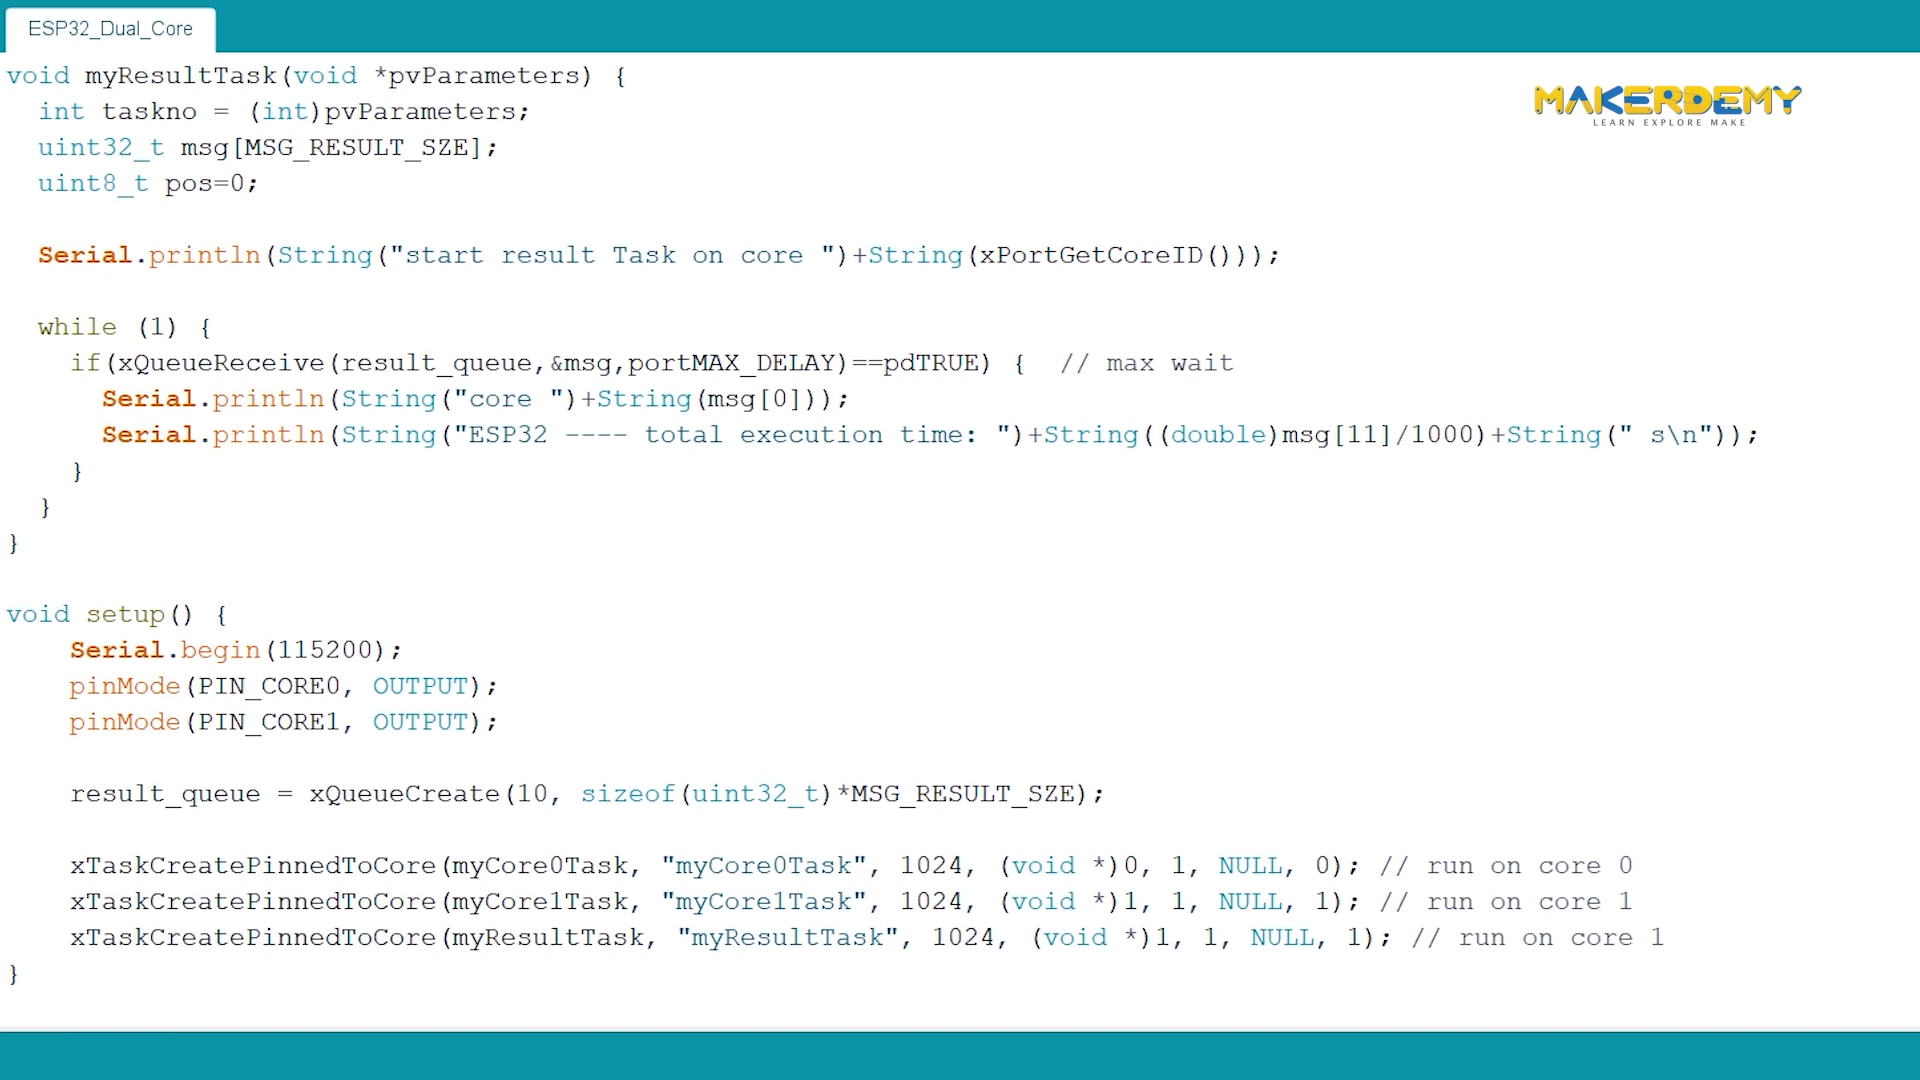 ESP32_Dual_Core
MAKERDEMY
LEARN EXPLORE MAKE
void myResultTask(void *pvParameters) {
  int taskno = (int)pvParameters;
  uint32_t msg[MSG_RESULT_SZE];
  uint8_t pos=0;
  Serial.println(String("start result Task on core ")+String(xPortGetCoreID()));
  while (1) {
    if(xQueueReceive(result_queue,&msg,portMAX_DELAY)==pdTRUE) {  // max wait
      Serial.println(String("core ")+String(msg[0]));
      Serial.println(String("ESP32 ---- total execution time: ")+String((double)msg[11]/1000)+String(" s\n"));
    }
  }
}
void setup() {
    Serial.begin(115200);
    pinMode(PIN_CORE0, OUTPUT);
    pinMode(PIN_CORE1, OUTPUT);
    result_queue = xQueueCreate(10, sizeof(uint32_t)*MSG_RESULT_SZE);
    xTaskCreatePinnedToCore(myCore0Task, "myCore0Task", 1024, (void *)0, 1, NULL, 0); // run on core 0
    xTaskCreatePinnedToCore(myCore1Task, "myCore1Task", 1024, (void *)1, 1, NULL, 1); // run on core 1
    xTaskCreatePinnedToCore(myResultTask, "myResultTask", 1024, (void *)1, 1, NULL, 1); // run on core 1
}